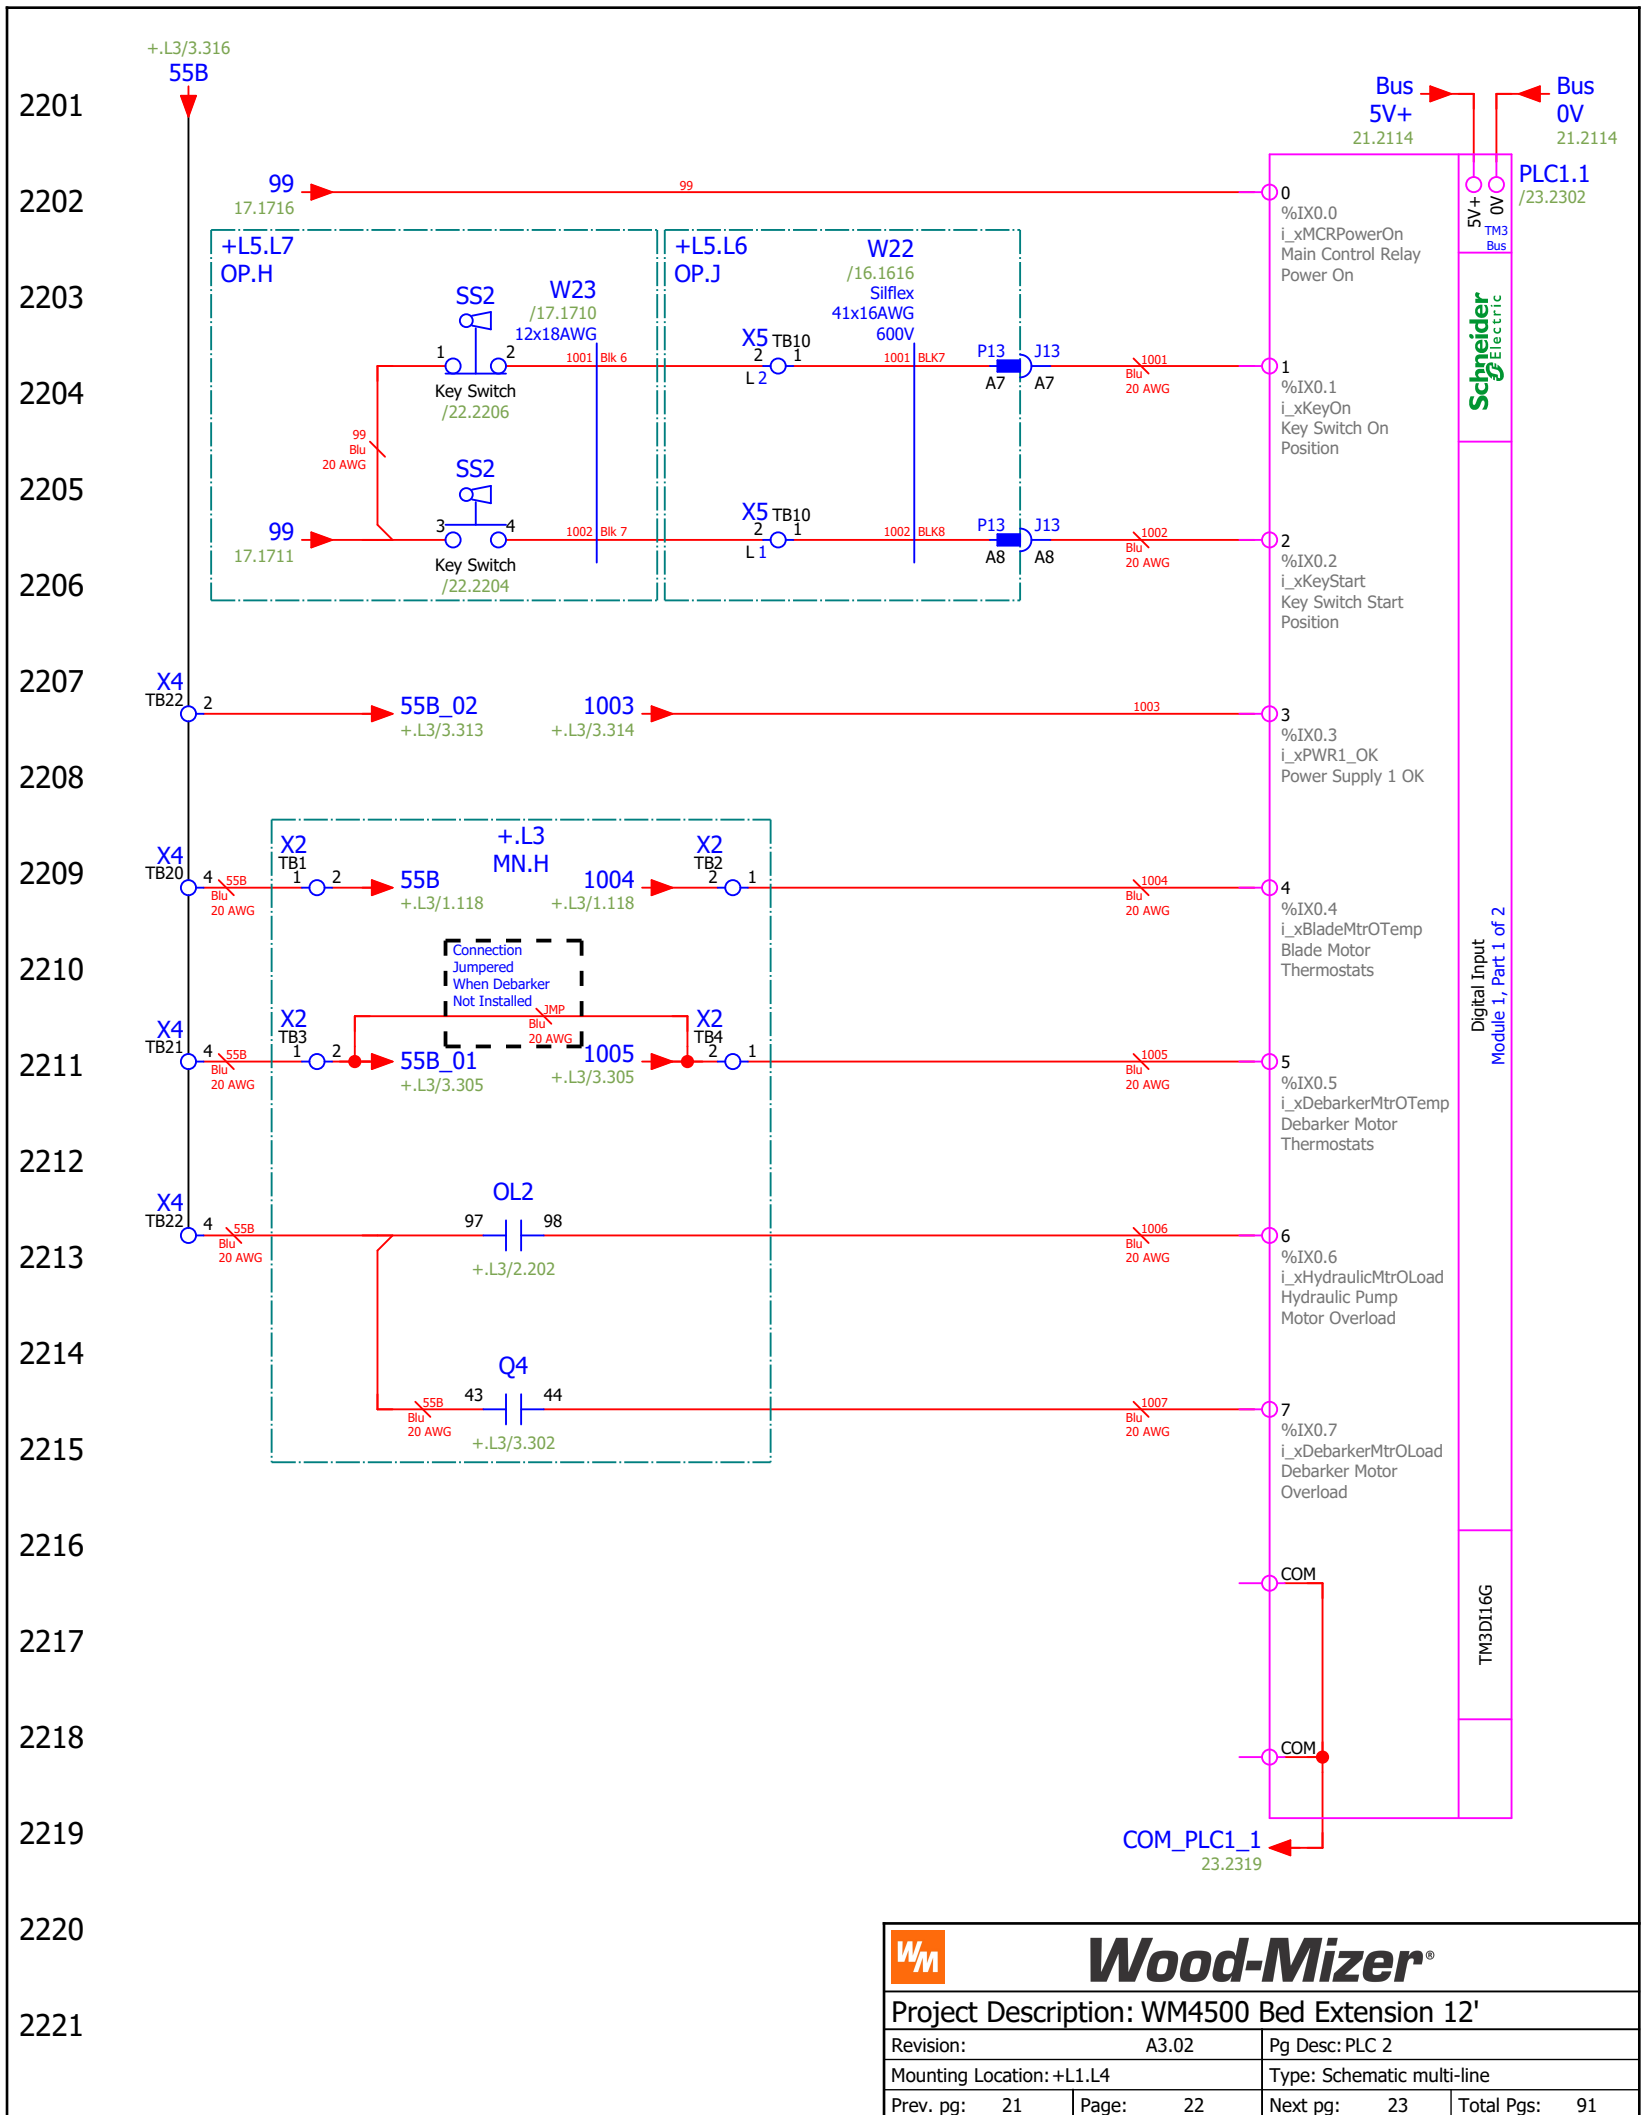 +.L3/3.316
55B
2201
Bus
5V+
21.2114
Bus
0V
21.2114
PLC1.1
/23.2302
5V+
0V
TM3
Bus
2202
99
17.1716
99
0
%IX0.0
i_xMCRPowerOn
Main Control Relay
Power On
+L5.L7
OP.H
+L5.L6
OP.J
W22
/16.1616
Silflex
41x16AWG
600V
2203
SS2
W23
/17.1710
12x18AWG
Schneider
Electric
1
2
1001
Blk 6
X5
TB10
2
1
L 2
1001
BLK7
P13
J13
A7
A7
1001
Blu
20 AWG
1
%IX0.1
i_xKeyOn
Key Switch On
Position
2204
Key Switch
/22.2206
99
Blu
20 AWG
2205
SS2
99
17.1711
3
4
1002
Blk 7
X5
TB10
2
1
L 1
1002
BLK8
P13
J13
A8
A8
1002
Blu
20 AWG
2
%IX0.2
i_xKeyStart
Key Switch Start
Position
Key Switch
/22.2204
2206
2207
X4
TB22
2
55B_02
+.L3/3.313
1003
+.L3/3.314
1003
3
%IX0.3
i_xPWR1_OK
Power Supply 1 OK
2208
+.L3
MN.H
2209
X4
TB20
4
55B
Blu
20 AWG
X2
TB1
1
2
55B
+.L3/1.118
1004
+.L3/1.118
X2
TB2
2
1
1004
Blu
20 AWG
4
%IX0.4
i_xBladeMtrOTemp
Blade Motor
Thermostats
Digital Input
Module 1, Part 1 of 2
2210
Connection
Jumpered
When Debarker
Not Installed
JMP
Blu
20 AWG
2211
X4
TB21
4
55B
Blu
20 AWG
X2
TB3
1
2
55B_01
+.L3/3.305
1005
+.L3/3.305
X2
TB4
2
1
1005
Blu
20 AWG
5
%IX0.5
i_xDebarkerMtrOTemp
Debarker Motor
Thermostats
2212
X4
TB22
4
55B
Blu
20 AWG
OL2
97
98
+.L3/2.202
1006
Blu
20 AWG
6
%IX0.6
i_xHydraulicMtrOLoad
Hydraulic Pump
Motor Overload
2213
2214
Q4
55B
Blu
20 AWG
43
44
+.L3/3.302
1007
Blu
20 AWG
7
%IX0.7
i_xDebarkerMtrOLoad
Debarker Motor
Overload
2215
2216
COM
TM3DI16G
2217
2218
COM
2219
COM_PLC1_1
23.2319
2220
WM
Wood-Mizer®
Project Description: WM4500 Bed Extension 12'
2221
Revision: A3.02
Pg Desc: PLC 2
Mounting Location: +L1.L4
Type: Schematic multi-line
Prev. pg: 21
Page: 22
Next pg: 23
Total Pgs: 91